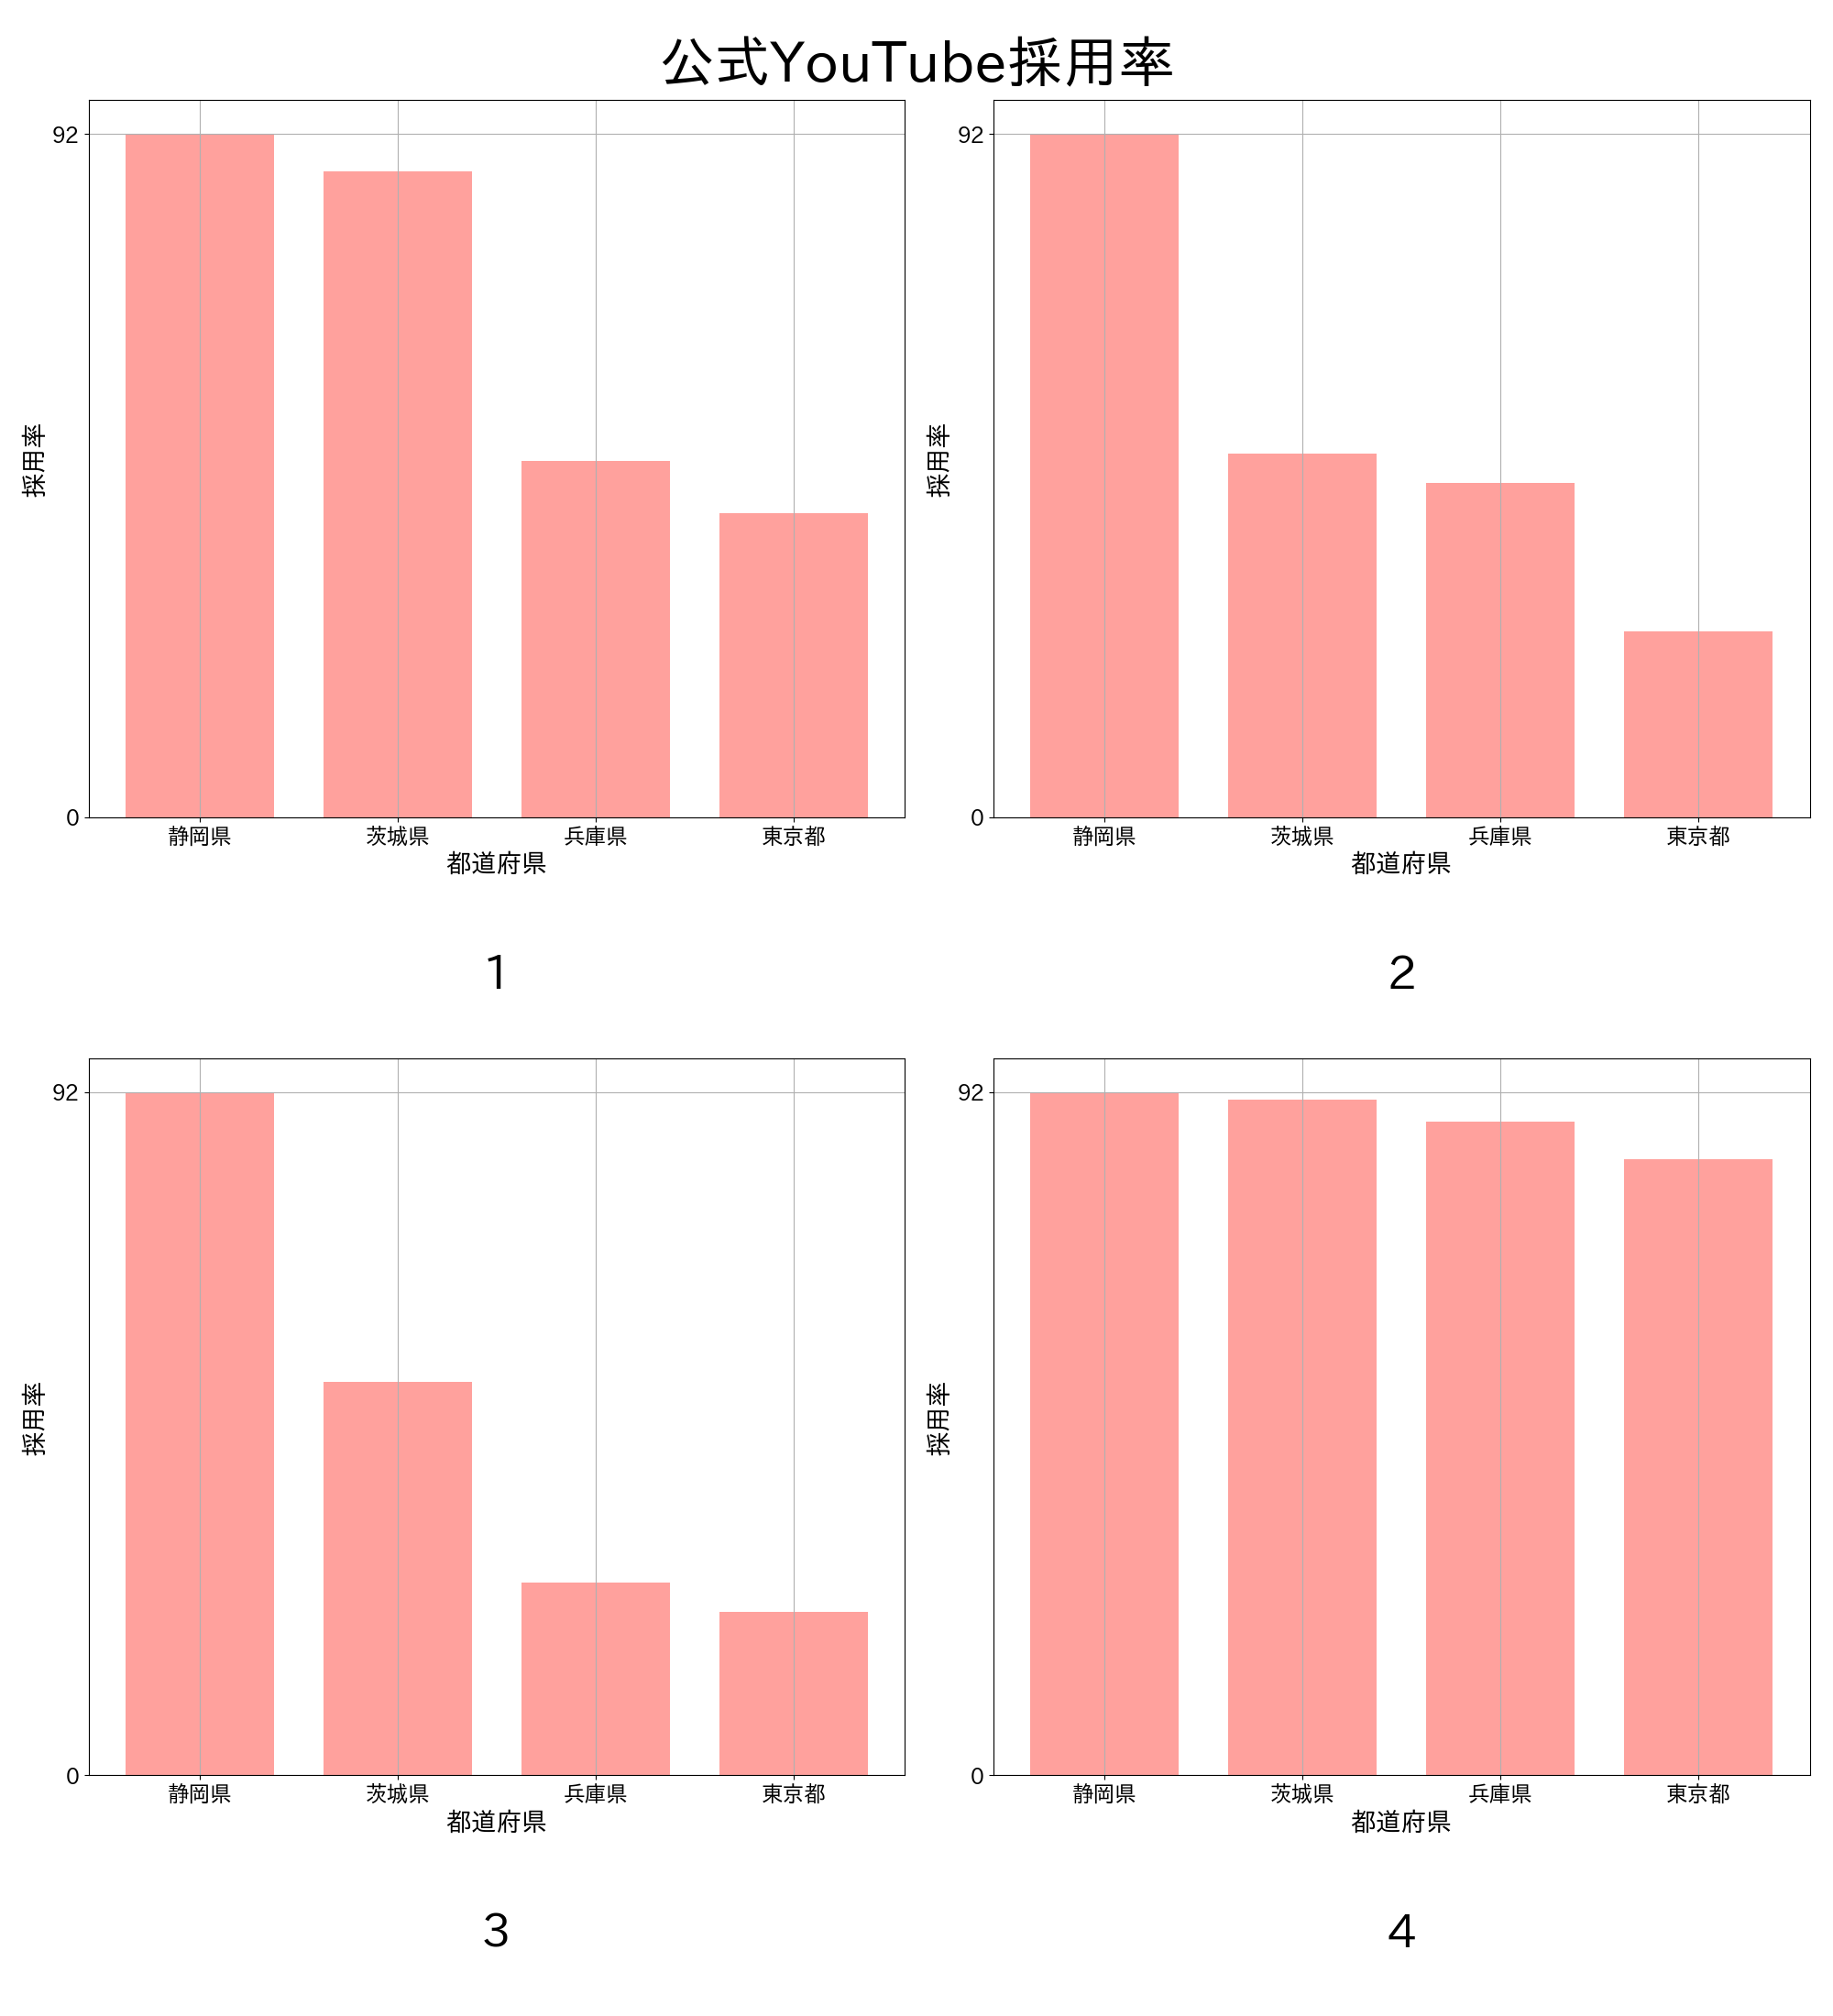 公式YouTube採用率
92
0
採用率
静岡県 茨城県 兵庫県 東京都
都道府県
1
92
0
採用率
静岡県 茨城県 兵庫県 東京都
都道府県
2
92
0
採用率
静岡県 茨城県 兵庫県 東京都
都道府県
3
92
0
採用率
静岡県 茨城県 兵庫県 東京都
都道府県
4